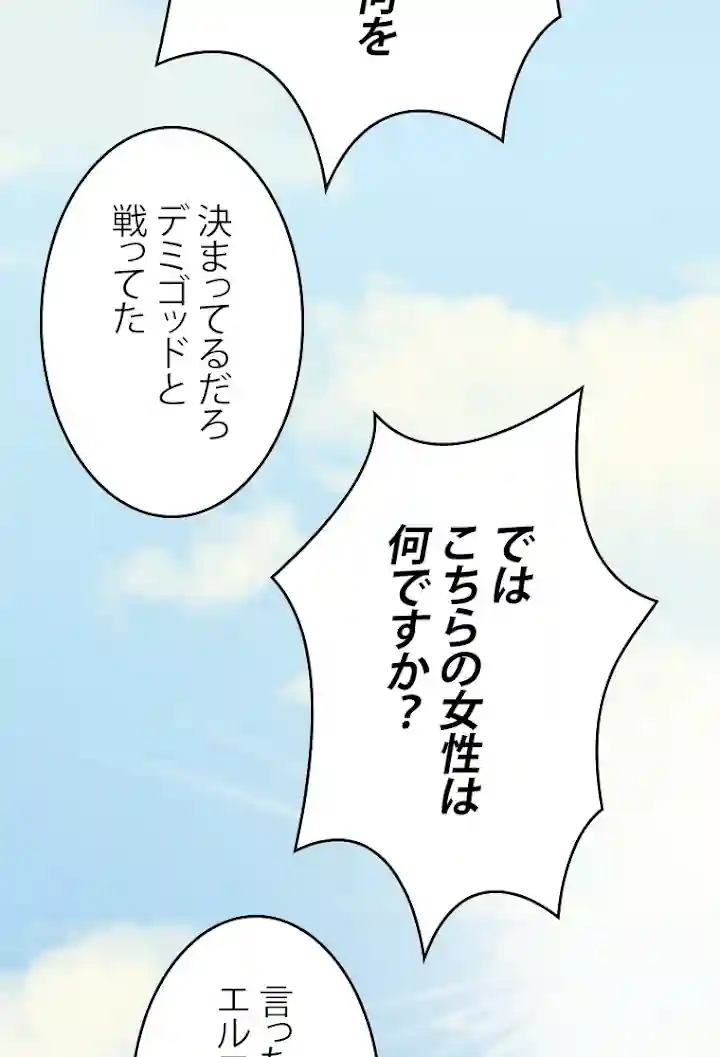 何を
決まってるだろ
デミゴッドと
戦ってた
では
こちらの女性は
何ですか？
言った
エル